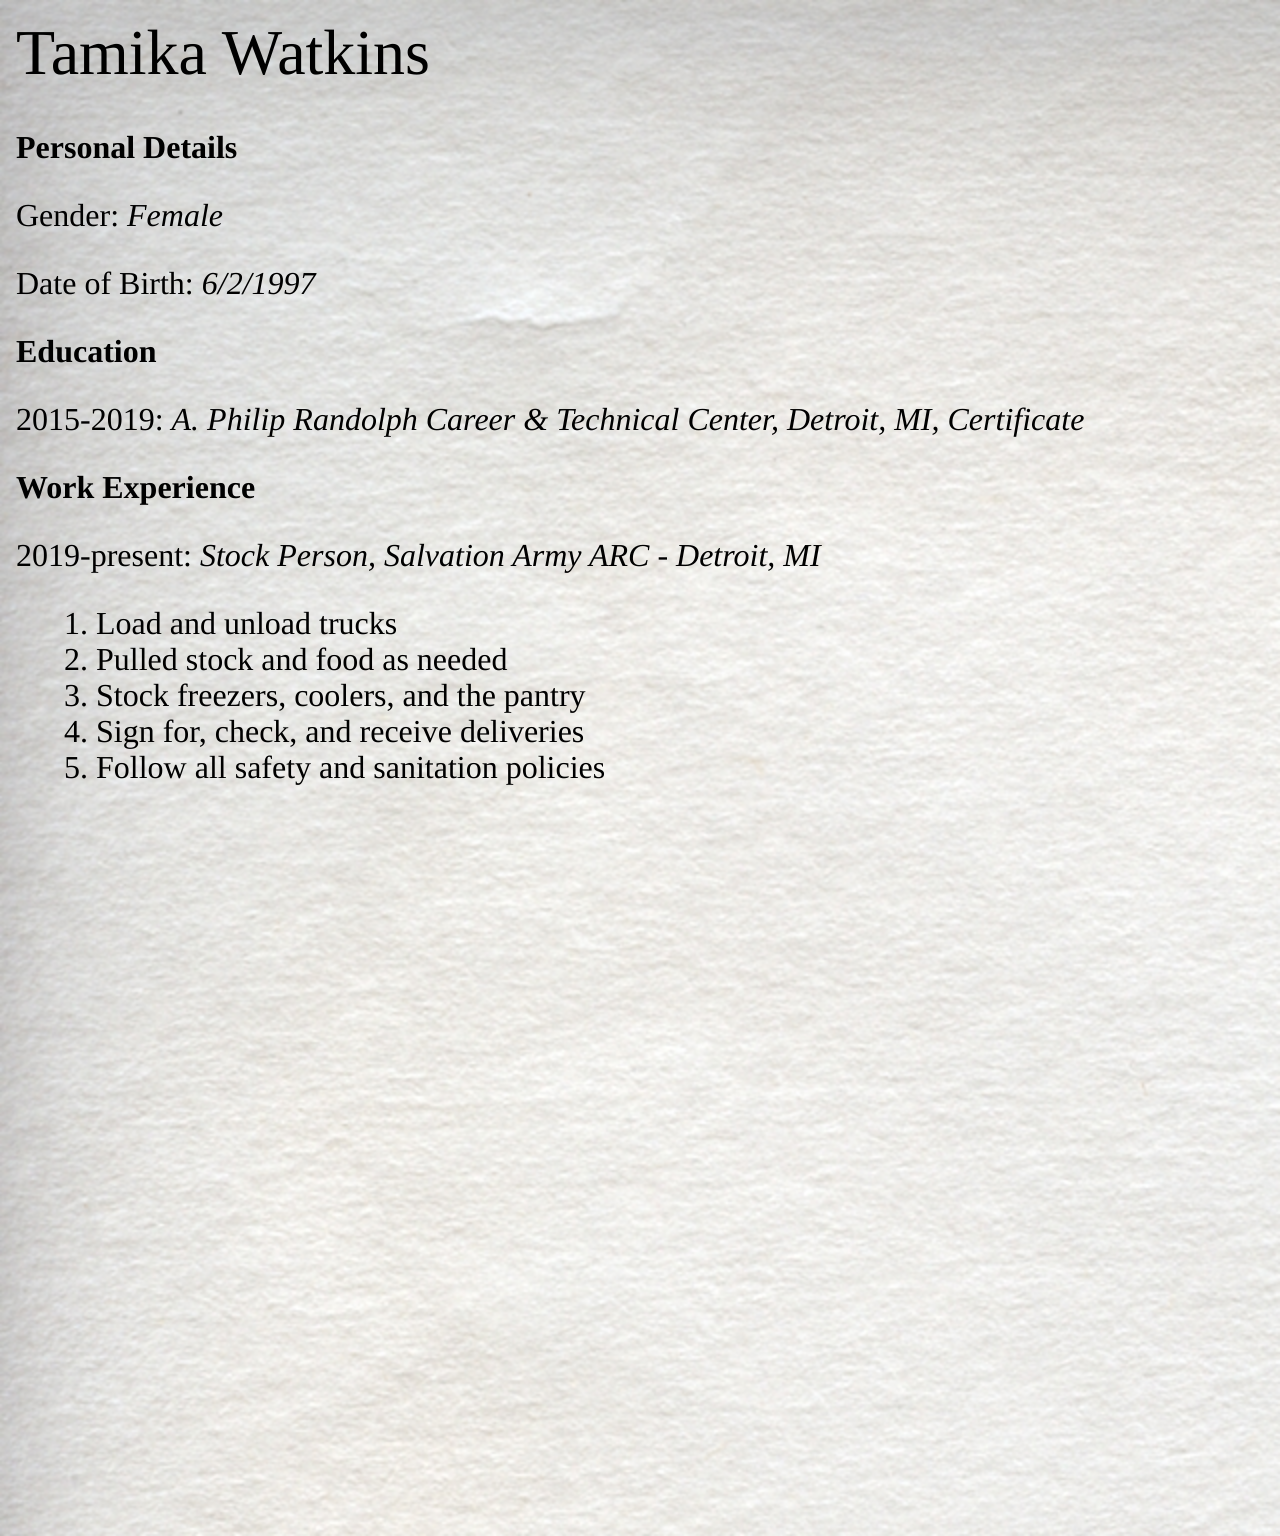 Tamika Watkins
Personal Details
Gender: Female
Date of Birth: 6/2/1997
Education
2015-2019: A. Philip Randolph Career & Technical Center, Detroit, MI, Certificate
Work Experience
2019-present: Stock Person, Salvation Army ARC - Detroit, MI
1. Load and unload trucks
2. Pulled stock and food as needed
3. Stock freezers, coolers, and the pantry
4. Sign for, check, and receive deliveries
5. Follow all safety and sanitation policies